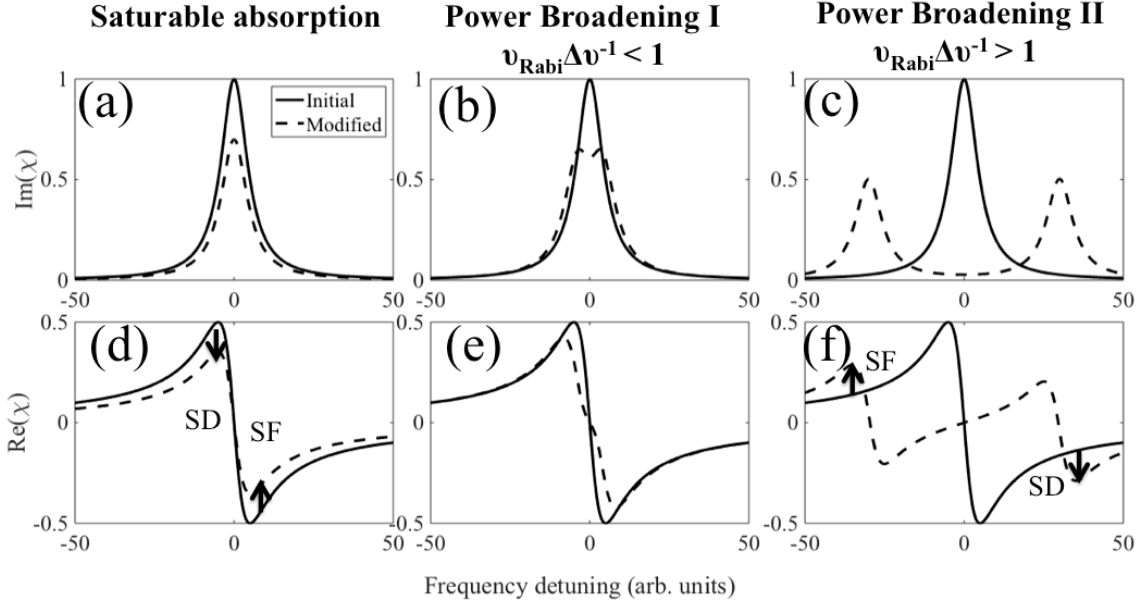 Saturable absorption
Power Broadening I
υRabiΔυ⁻¹ < 1
Power Broadening II
υRabiΔυ⁻¹ > 1
(a)
Initial
Modified
Im(χ)
1
0.5
0
-50
0
50
(b)
1
0.5
0
-50
0
50
(c)
1
0.5
0
-50
0
50
(d)
SD
SF
Re(χ)
0.5
0
-0.5
-50
0
50
(e)
0.5
0
-0.5
-50
0
50
(f)
SF
SD
0.5
0
-0.5
-50
0
50
Frequency detuning (arb. units)